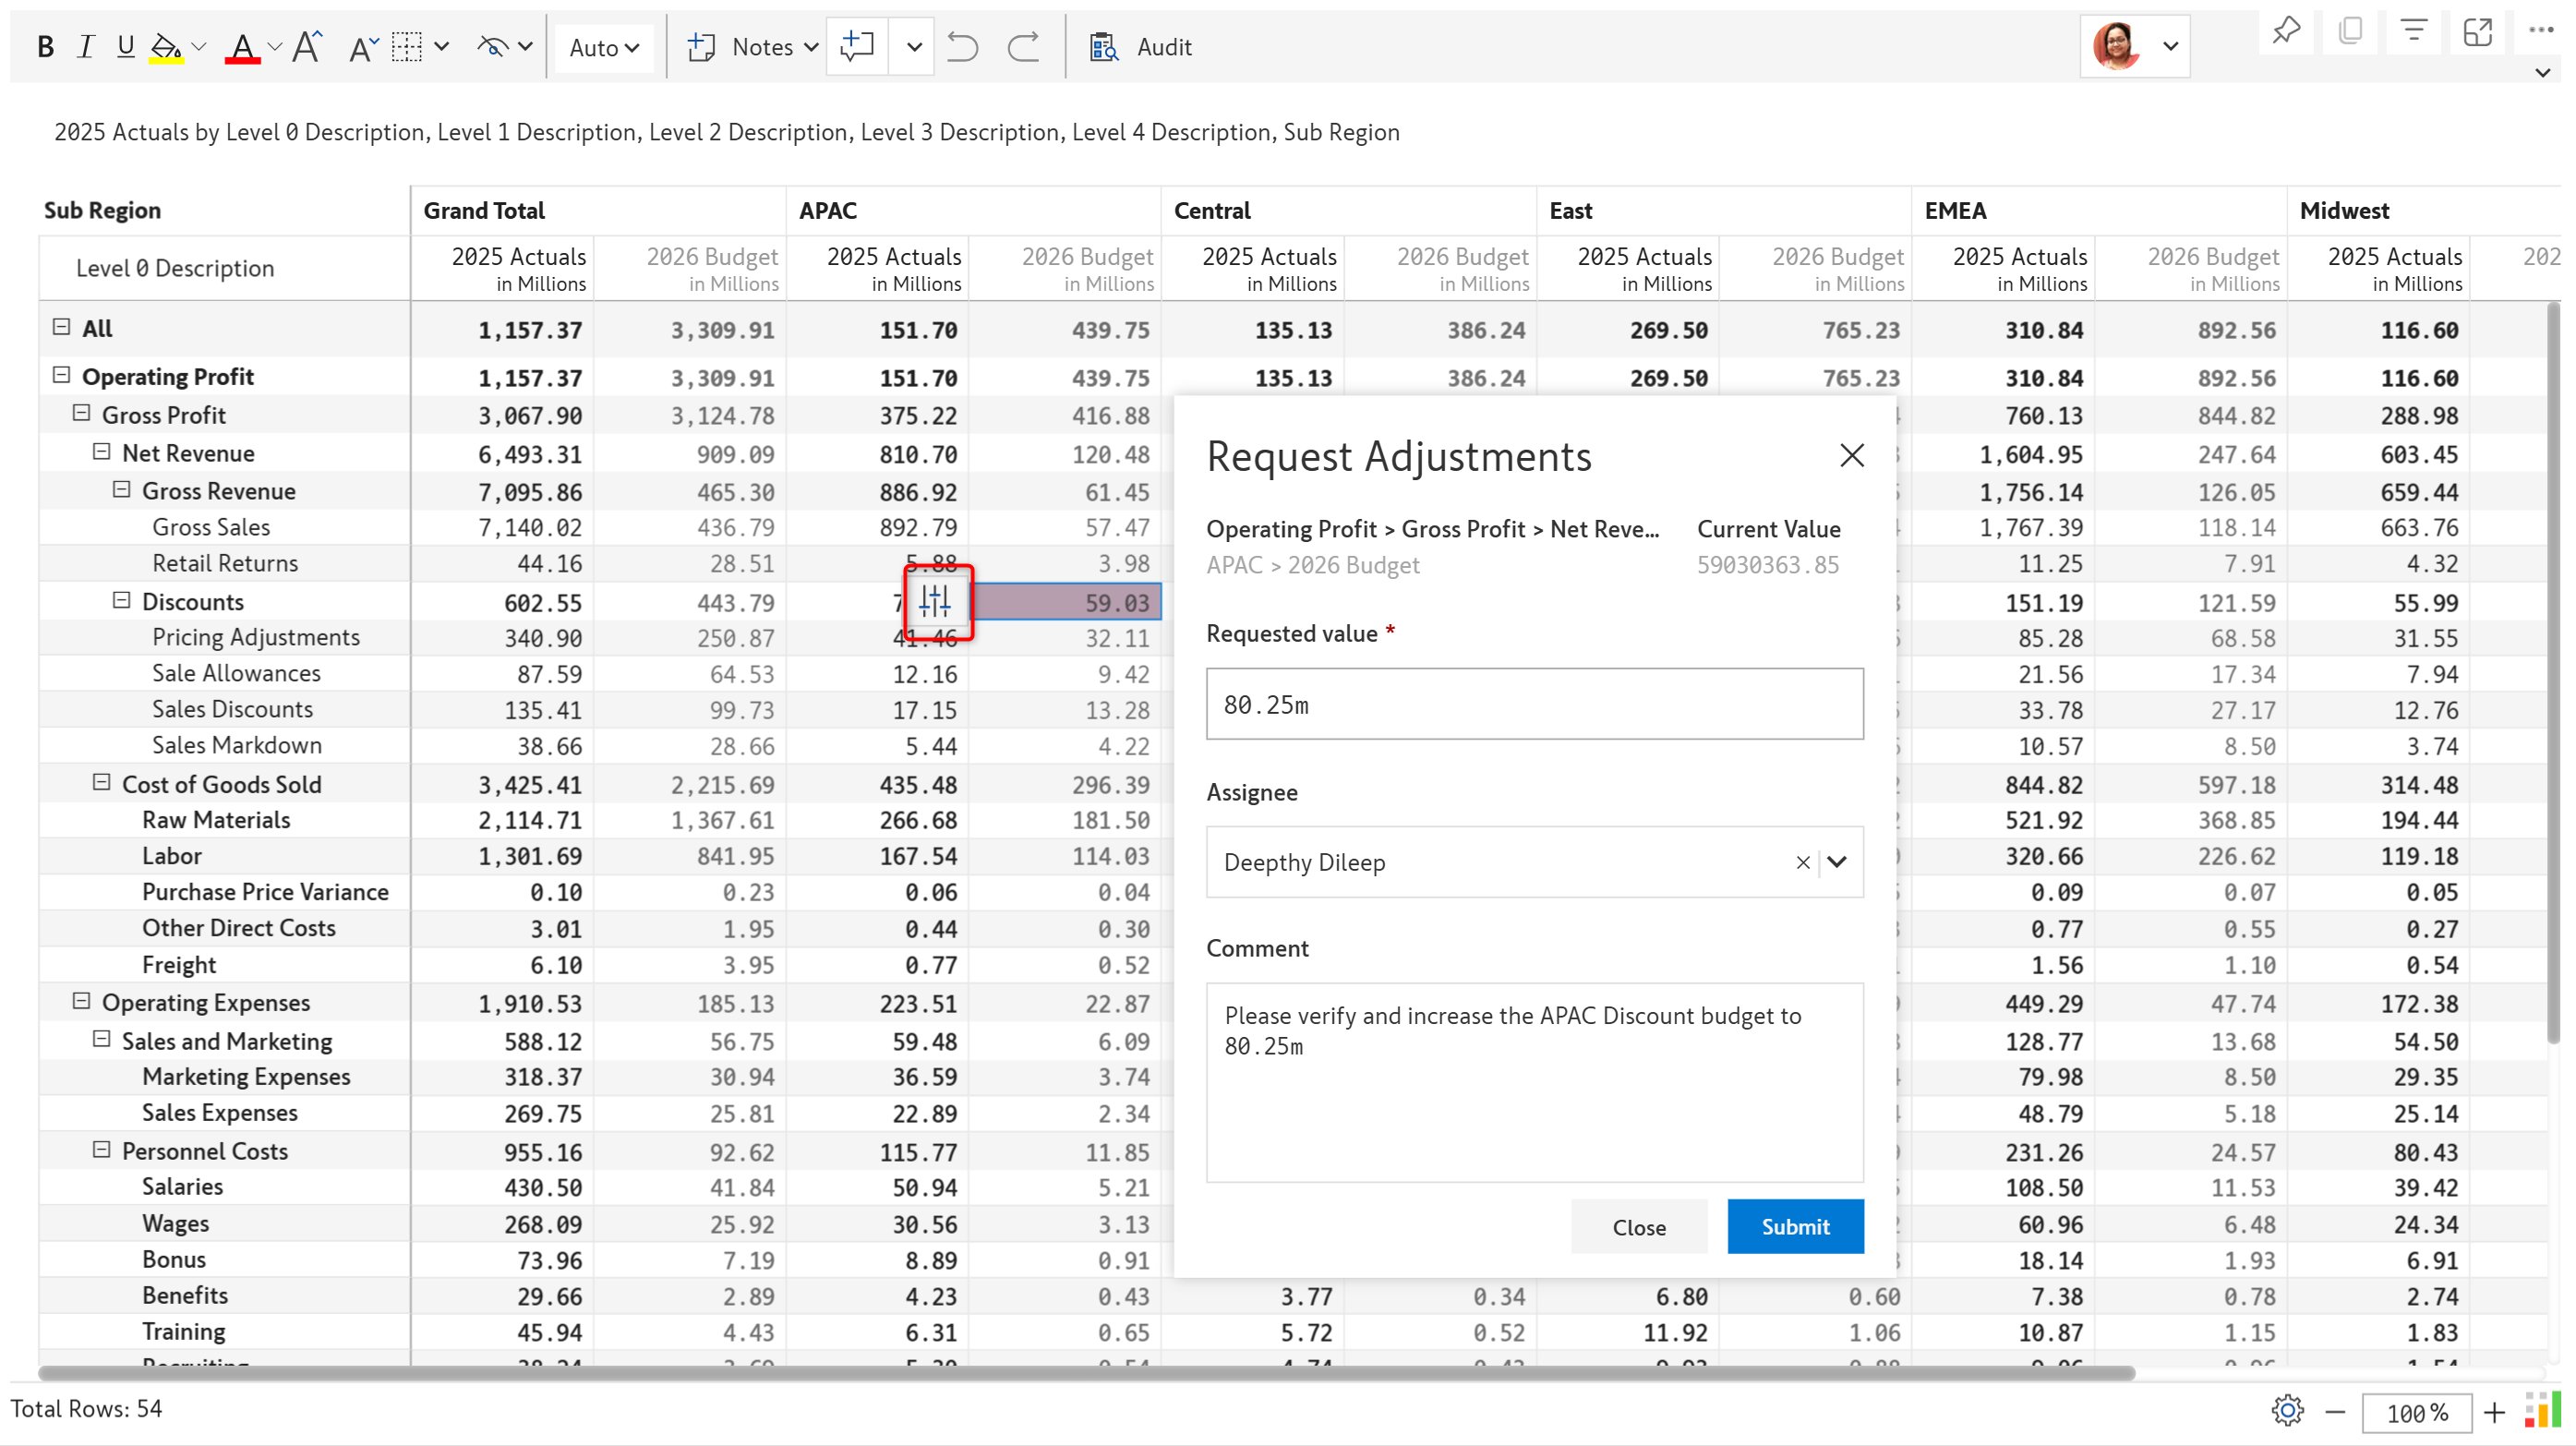 B I U A A A Auto Notes Audit
2025 Actuals by Level 0 Description, Level 1 Description, Level 2 Description, Level 3 Description, Level 4 Description, Sub Region
Sub Region Grand Total APAC Central East EMEA Midwest
Level 0 Description 2025 Actuals 2026 Budget 2025 Actuals 2026 Budget 2025 Actuals 2026 Budget 2025 Actuals 2026 Budget 2025 Actuals 2026 Budget 2025 Actuals 202
in Millions in Millions in Millions in Millions in Millions in Millions in Millions in Millions in Millions in Millions in Millions
All 1,157.37 3,309.91 151.70 439.75 135.13 386.24 269.50 765.23 310.84 892.56 116.60
Operating Profit 1,157.37 3,309.91 151.70 439.75 135.13 386.24 269.50 765.23 310.84 892.56 116.60
Gross Profit 3,067.90 3,124.78 375.22 416.88 760.13 844.82 288.98
Net Revenue 6,493.31 909.09 810.70 120.48 1,604.95 247.64 603.45
Gross Revenue 7,095.86 465.30 886.92 61.45 1,756.14 126.05 659.44
Gross Sales 7,140.02 436.79 892.79 57.47 1,767.39 118.14 663.76
Retail Returns 44.16 28.51 5.88 3.98 11.25 7.91 4.32
Discounts 602.55 443.79 7 59.03 151.19 121.59 55.99
Pricing Adjustments 340.90 250.87 41.46 32.11 85.28 68.58 31.55
Sale Allowances 87.59 64.53 12.16 9.42 21.56 17.34 7.94
Sales Discounts 135.41 99.73 17.15 13.28 33.78 27.17 12.76
Sales Markdown 38.66 28.66 5.44 4.22 10.57 8.50 3.74
Cost of Goods Sold 3,425.41 2,215.69 435.48 296.39 844.82 597.18 314.48
Raw Materials 2,114.71 1,367.61 266.68 181.50 521.92 368.85 194.44
Labor 1,301.69 841.95 167.54 114.03 320.66 226.62 119.18
Purchase Price Variance 0.10 0.23 0.06 0.04 0.09 0.07 0.05
Other Direct Costs 3.01 1.95 0.44 0.30 0.77 0.55 0.27
Freight 6.10 3.95 0.77 0.52 1.56 1.10 0.54
Operating Expenses 1,910.53 185.13 223.51 22.87 449.29 47.74 172.38
Sales and Marketing 588.12 56.75 59.48 6.09 128.77 13.68 54.50
Marketing Expenses 318.37 30.94 36.59 3.74 79.98 8.50 29.35
Sales Expenses 269.75 25.81 22.89 2.34 48.79 5.18 25.14
Personnel Costs 955.16 92.62 115.77 11.85 231.26 24.57 80.43
Salaries 430.50 41.84 50.94 5.21 108.50 11.53 39.42
Wages 268.09 25.92 30.56 3.13 60.96 6.48 24.34
Bonus 73.96 7.19 8.89 0.91 18.14 1.93 6.91
Benefits 29.66 2.89 4.23 0.43 3.77 0.34 6.80 0.60 7.38 0.78 2.74
Training 45.94 4.43 6.31 0.65 5.72 0.52 11.92 1.06 10.87 1.15 1.83
Request Adjustments
Operating Profit > Gross Profit > Net Reve... Current Value
APAC > 2026 Budget 59030363.85
Requested value *
80.25m
Assignee
Deepthy Dileep
Comment
Please verify and increase the APAC Discount budget to
80.25m
Close Submit
Total Rows: 54 100%